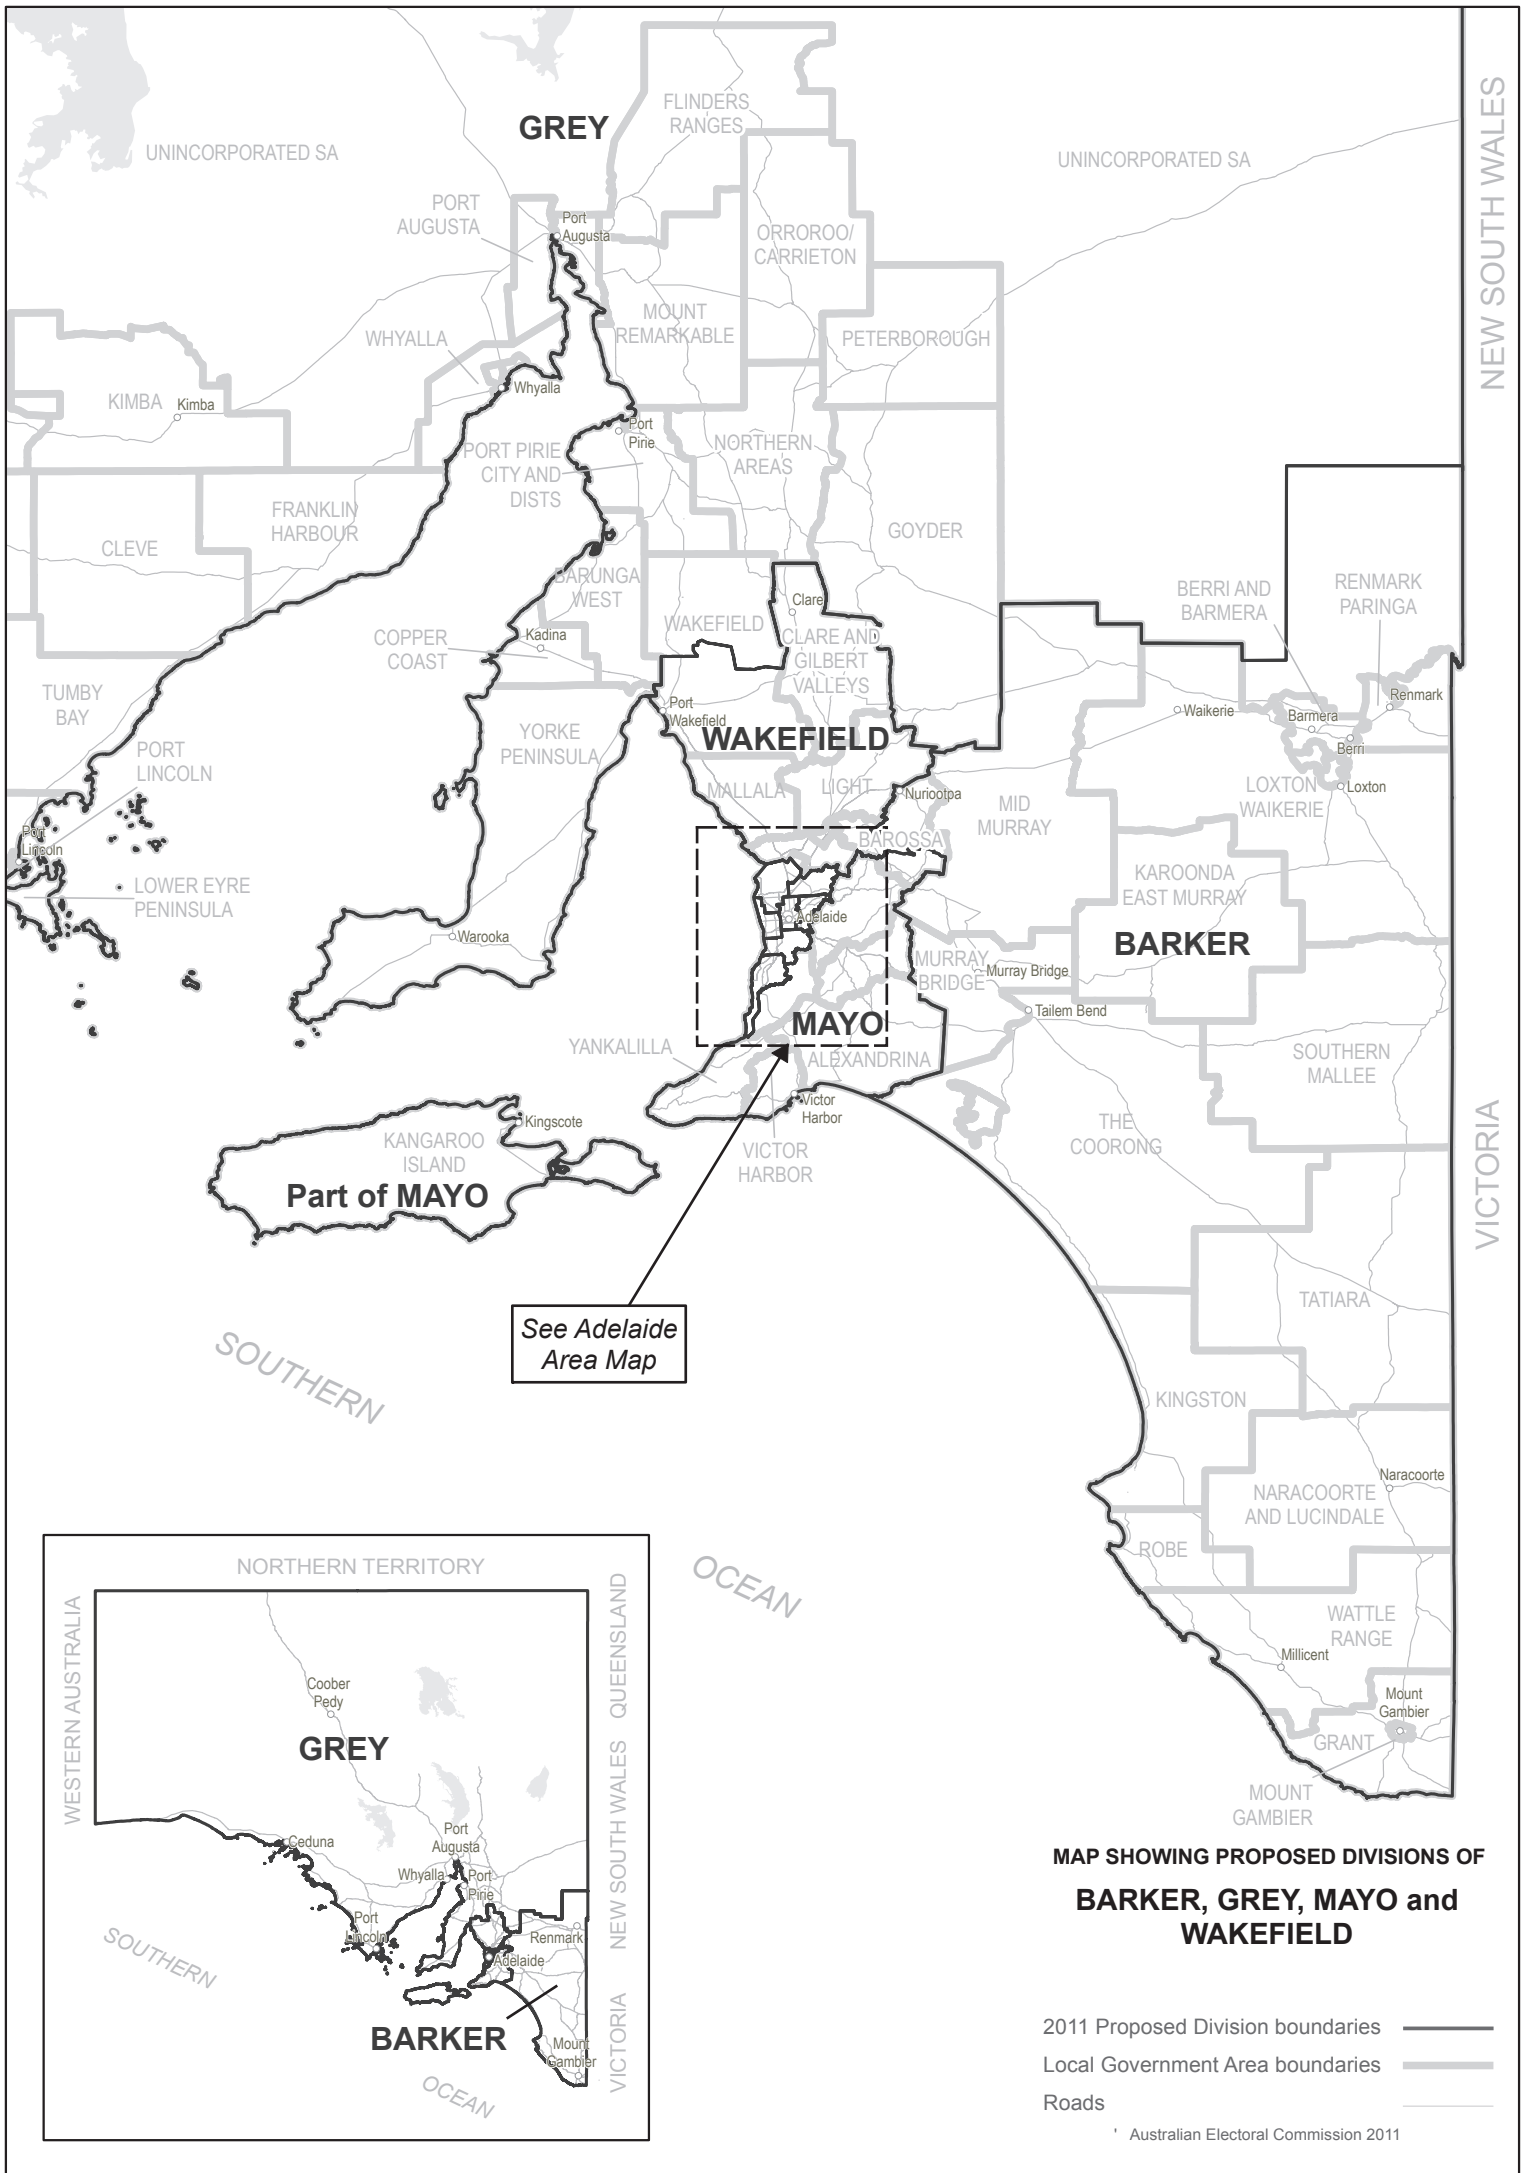 NEW SOUTH WALES
FLINDERS
RANGES
GREY
UNINCORPORATED SA
UNINCORPORATED SA
PORT
AUGUSTA
Port
Augusta
ORROROO/
CARRIETON
MOUNT
REMARKABLE
WHYALLA
PETERBOROUGH
Whyalla
KIMBA
Kimba
Port
Pirie
PORT PIRIE
CITY AND
DISTS
NORTHERN
AREAS
FRANKLIN
HARBOUR
CLEVE
GOYDER
BARUNGA
WEST
BERRI AND
BARMERA
RENMARK
PARINGA
Clare
WAKEFIELD
CLARE AND
GILBERT
VALLEYS
COPPER
COAST
Kadina
TUMBY
BAY
Port
Wakefield
Waikerie
Barmera
Renmark
Berri
YORKE
PENINSULA
WAKEFIELD
PORT
LINCOLN
MALLALA
LIGHT
Nuriootpa
MID
MURRAY
LOXTON
WAIKERIE
Loxton
Port
Lincoln
BAROSSA
LOWER EYRE
PENINSULA
KAROONDA
EAST MURRAY
Adelaide
Warooka
BARKER
MURRAY
BRIDGE
Murray Bridge
Tailem Bend
MAYO
YANKALILLA
ALEXANDRINA
SOUTHERN
MALLEE
Victor
Harbor
Kingscote
KANGAROO
ISLAND
Part of MAYO
VICTOR
HARBOR
THE
COORONG
VICTORIA
See Adelaide
Area Map
TATIARA
SOUTHERN
KINGSTON
Naracoorte
NARACOORTE
AND LUCINDALE
OCEAN
ROBE
WATTLE
RANGE
Millicent
Mount
Gambier
GRANT
MOUNT
GAMBIER
NORTHERN TERRITORY
WESTERN AUSTRALIA
QUEENSLAND
Coober
Pedy
GREY
NEW SOUTH WALES
Ceduna
Port
Augusta
Whyalla
Port
Pirie
Port
Lincoln
Renmark
Adelaide
SOUTHERN
BARKER
VICTORIA
Mount
Gambier
OCEAN
MAP SHOWING PROPOSED DIVISIONS OF
BARKER, GREY, MAYO and
WAKEFIELD
2011 Proposed Division boundaries
Local Government Area boundaries
Roads
' Australian Electoral Commission 2011